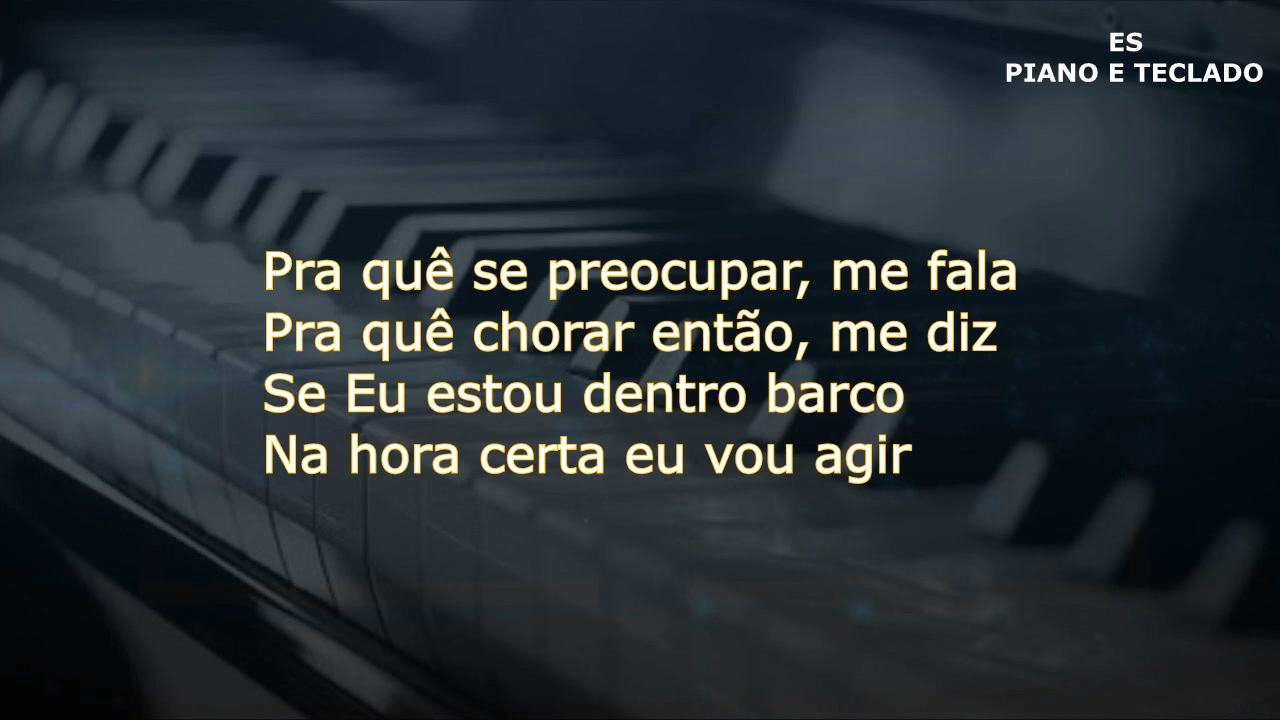 ES
PIANO E TECLADO
Pra quê se preocupar, me fala
Pra quê chorar então, me diz
Se Eu estou dentro barco
Na hora certa eu vou agir